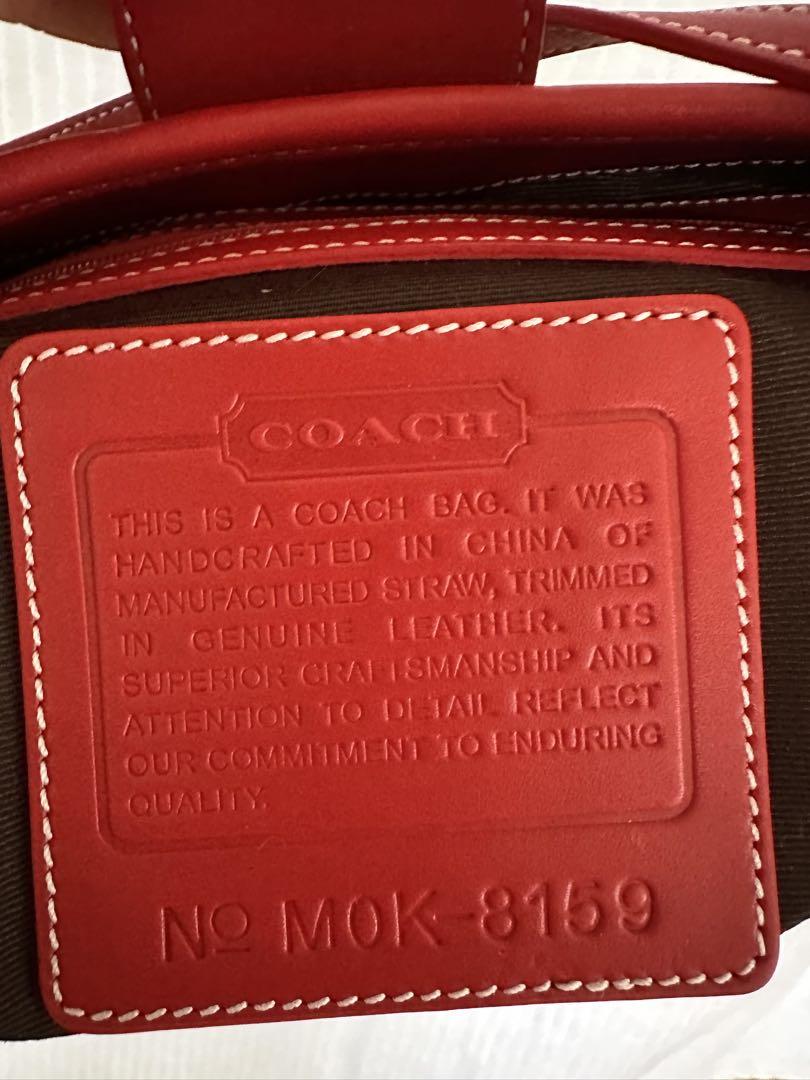 COACH
THIS IS A COACH BAG. IT WAS
HANDCRAFTED IN CHINA OF
MANUFACTURED STRAW, TRIMMED
IN GENUINE LEATHER. ITS
SUPERIOR CRAFTSMANSHIP AND
ATTENTION TO DETAIL REFLECT
OUR COMMITMENT TO ENDURING
QUALITY.
Nº M0K-8159